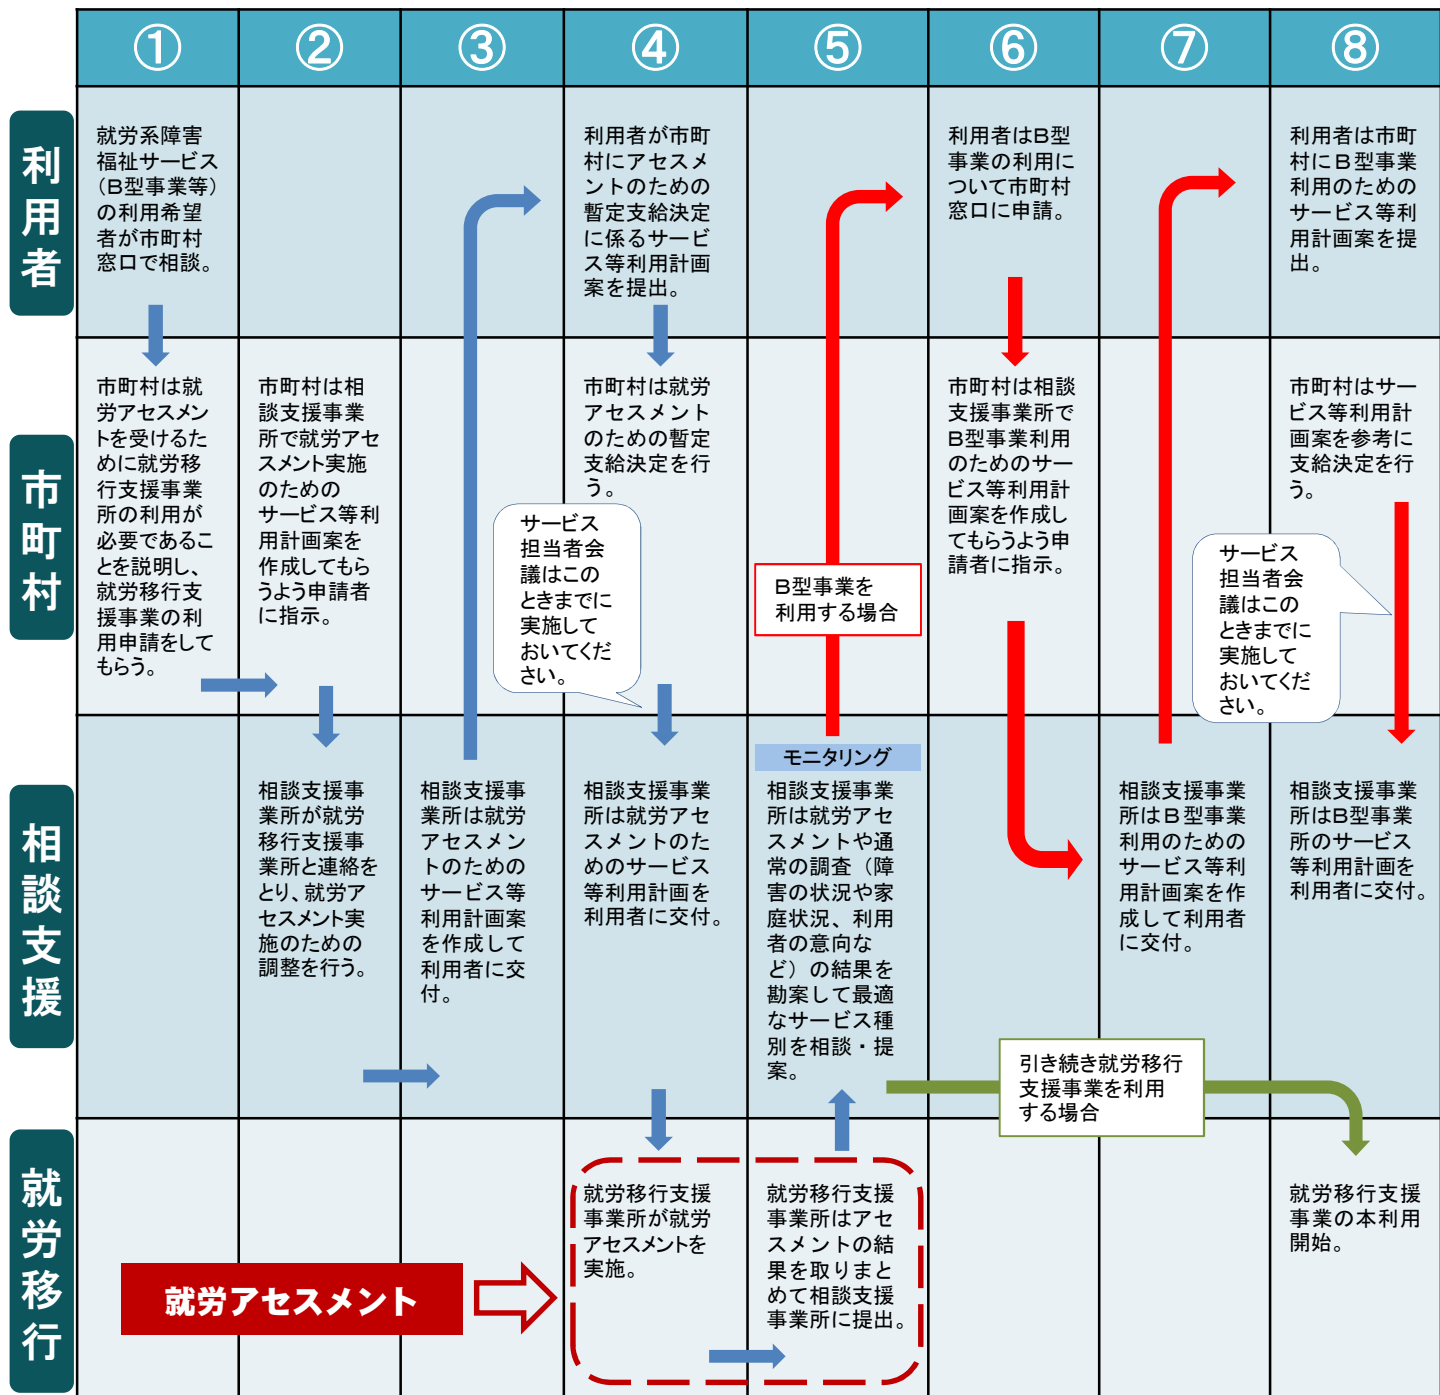 ①
②
③
④
⑤
⑥
⑦
⑧
利用者
就労系障害
福祉サービス
(B型事業等)
の利用希望
者が市町村
窓口で相談。
利用者が市町
村にアセスメ
ントのための
暫定支給決定
に係るサービ
ス等利用計画
案を提出。
利用者はB型
事業の利用に
ついて市町村
窓口に申請。
利用者は市町
村にB型事業
利用のための
サービス等利
用計画案を提
出。
市町村
市町村は就
労アセスメン
トを受けるた
めに就労移
行支援事業
所の利用が
必要であるこ
とを説明し、
就労移行支
援事業の利
用申請をして
もらう。
市町村は相
談支援事業
所で就労アセ
スメント実施
のための
サービス等利
用計画案を
作成してもら
うよう申請者
に指示。
市町村は就労
アセスメント
のための暫定
支給決定を行
う。
サービス
担当者会
議はこの
ときまでに
実施して
おいてくだ
さい。
B型事業を
利用する場合
市町村は相談
支援事業所で
B型事業利用
のためのサー
ビス等利用計
画案を作成し
てもらうよう申
請者に指示。
市町村はサー
ビス等利用計
画案を参考に
支給決定を行
う。
サービス
担当者会
議はこの
ときまでに
実施して
おいてくだ
さい。
相談支援
相談支援事
業所が就労
移行支援事
業所と連絡を
とり、就労ア
セスメント実
施のための
調整を行う。
相談支援事
業所は就労
アセスメン
トのための
サービス等
利用計画案
を作成して
利用者に交
付。
相談支援事業
所は就労アセ
スメントのた
めのサービス
等利用計画を
利用者に交付。
モニタリング
相談支援事業
所は就労アセ
スメントや通
常の調査(障
害の状況や家
庭状況、利用
者の意向な
ど)の結果を
勘案して最適
なサービス種
別を相談・提
案。
相談支援事業
所はB型事業
利用のための
サービス等利
用計画案を作
成して利用者
に交付。
相談支援事業
所はB型事業
所のサービス
等利用計画を
利用者に交付。
引き続き就労移行
支援事業を利用
する場合
就労移行
就労アセスメント
就労移行支援
事業所が就労
アセスメントを
実施。
就労移行支援
事業所はアセ
スメントの結
果を取りまと
めて相談支援
事業所に提出。
就労移行支援
事業の本利用
開始。